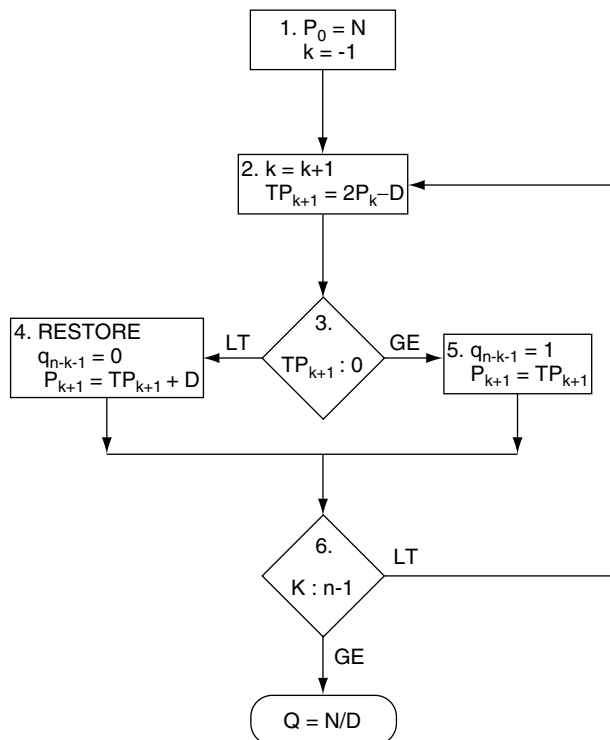 1. P₀ = N
k = -1
2. k = k+1
TPₖ₊₁ = 2Pₖ–D
3.
TPₖ₊₁ : 0
LT
GE
4. RESTORE
qₙ₋ₖ₋₁ = 0
Pₖ₊₁ = TPₖ₊₁ + D
5. qₙ₋ₖ₋₁ = 1
Pₖ₊₁ = TPₖ₊₁
6.
K : n-1
LT
GE
Q = N/D